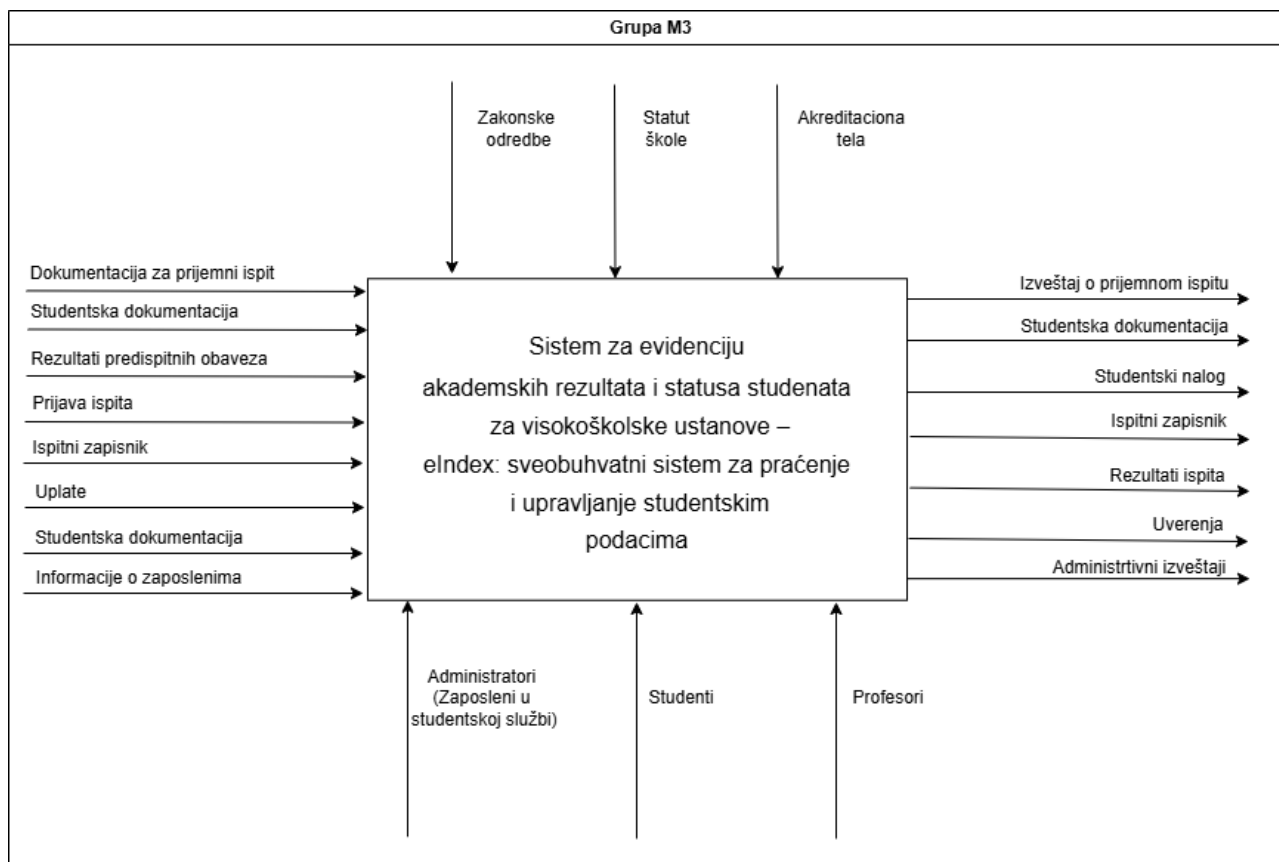 Grupa M3
Zakonske
odredbe
Statut
škole
Akreditaciona
tela
Dokumentacija za prijemni ispit
Studentska dokumentacija
Rezultati predispitnih obaveza
Prijava ispita
Ispitni zapisnik
Uplate
Studentska dokumentacija
Informacije o zaposlenima
Sistem za evidenciju
akademskih rezultata i statusa studenata
za visokoškolske ustanove –
eIndex: sveobuhvatni sistem za praćenje
i upravljanje studentskim
podacima
Izveštaj o prijemnom ispitu
Studentska dokumentacija
Studentski nalog
Ispitni zapisnik
Rezultati ispita
Uverenja
Administrtivni izveštaji
Administratori
(Zaposleni u
studentskoj službi)
Studenti
Profesori